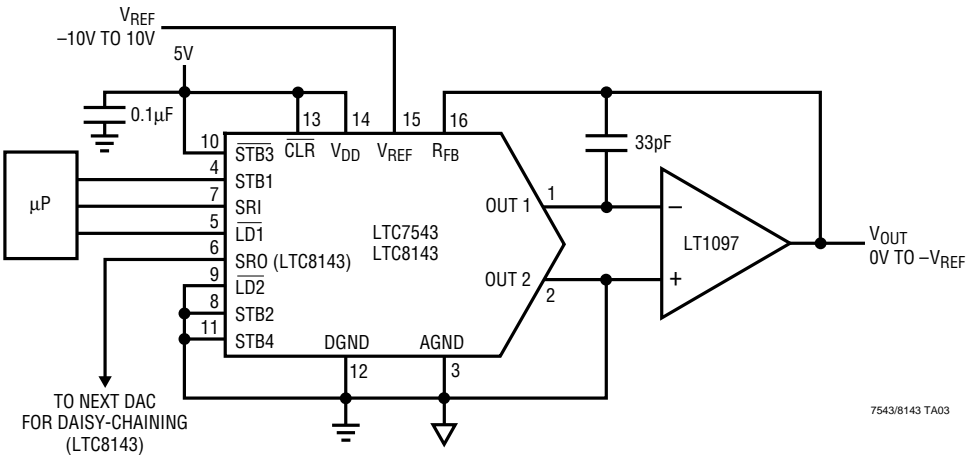 VREF
–10V TO 10V
5V
0.1µF
13
14
15
16
33pF
10
4
7
5
6
9
8
11
STB3
CLR
VDD
VREF
RFB
STB1
SRI
LD1
SRO (LTC8143)
LD2
STB2
STB4
µP
LTC7543
LTC8143
OUT 1
1
OUT 2
2
–
+
LT1097
VOUT
0V TO –VREF
DGND
AGND
12
3
TO NEXT DAC
FOR DAISY-CHAINING
(LTC8143)
7543/8143 TA03